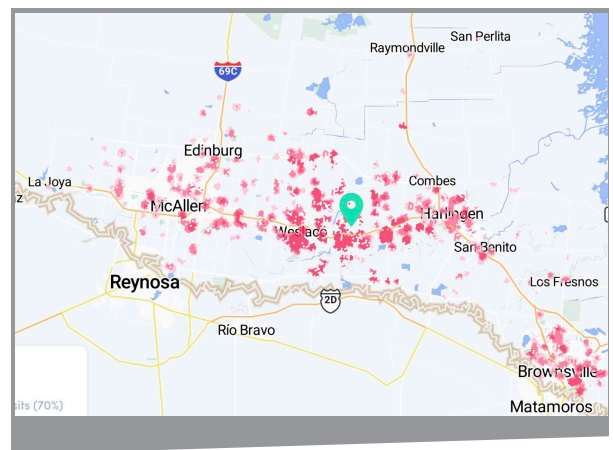 San Perlita
Raymondville
69C
Edinburg
La Joya
Combes
z
McAllen
Harlingen
Weslaco
San Benito
Reynosa
Los Fresnos
2D
Río Bravo
Brownsville
sits (70%)
Matamoros